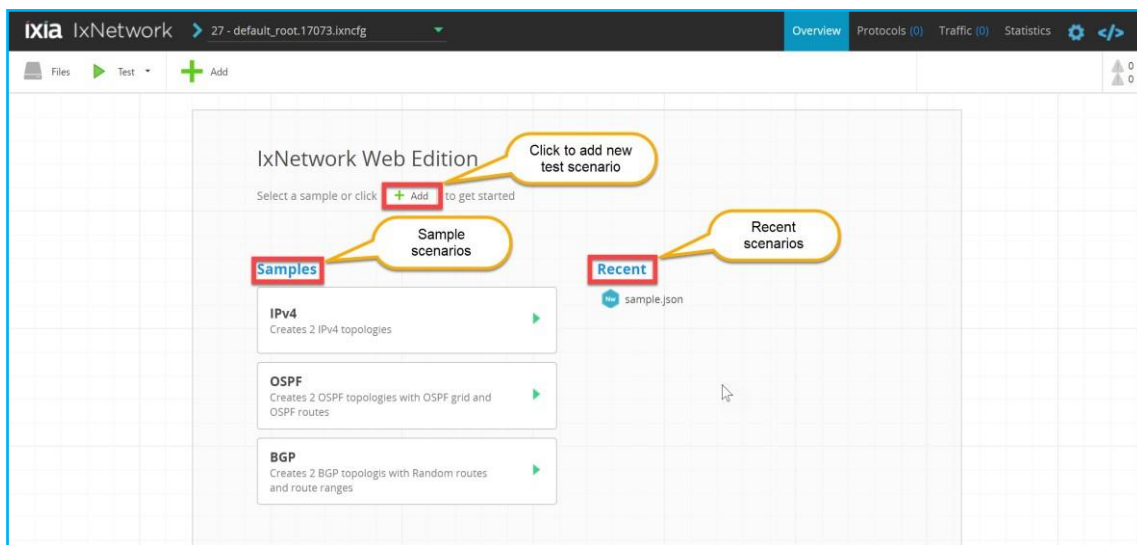 ixia IxNetwork 27 - default_root.17073.ixncfg Overview Protocols (0) Traffic (0) Statistics </>
Files Test Add 0
0
IxNetwork Web Edition
Click to add new
test scenario
Select a sample or click + Add to get started
Sample
scenarios
Recent
scenarios
Samples
Recent
IPv4
Creates 2 IPv4 topologies
Nw sample.json
OSPF
Creates 2 OSPF topologies with OSPF grid and
OSPF routes
BGP
Creates 2 BGP topologis with Random routes
and route ranges